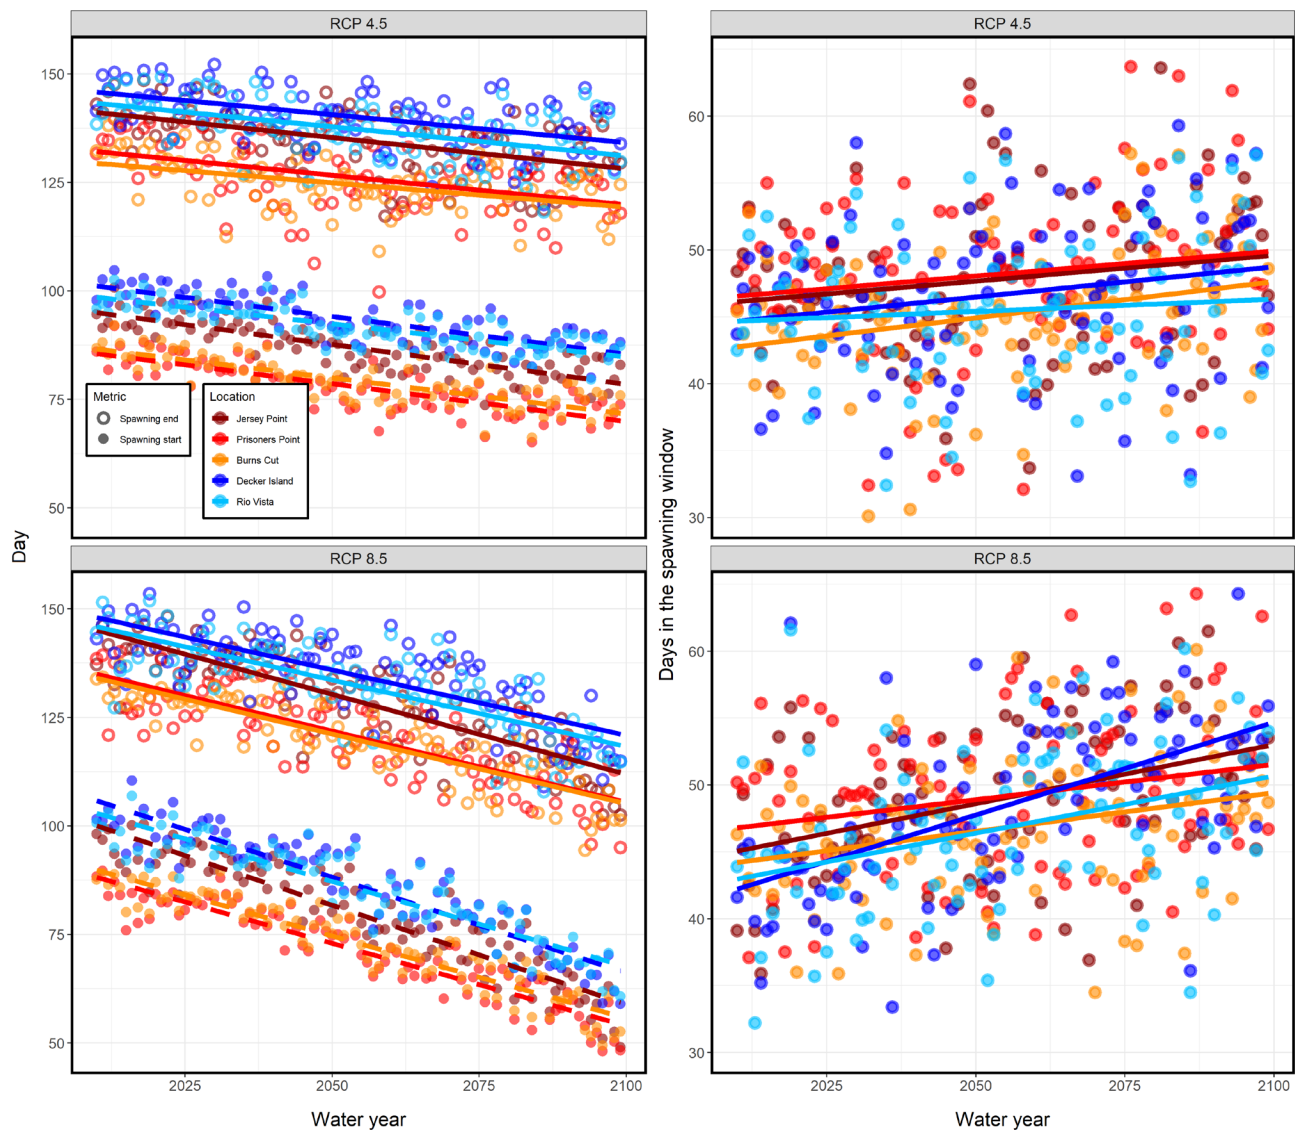 RCP 4.5
150
125
100
75
50
Metric
Spawning end
Spawning start
Location
Jersey Point
Prisoners Point
Burns Cut
Decker Island
Rio Vista
RCP 4.5
60
50
40
30
Day
Days in the spawning window
RCP 8.5
150
125
100
75
50
2025 2050 2075 2100
Water year
RCP 8.5
60
50
40
30
2025 2050 2075 2100
Water year